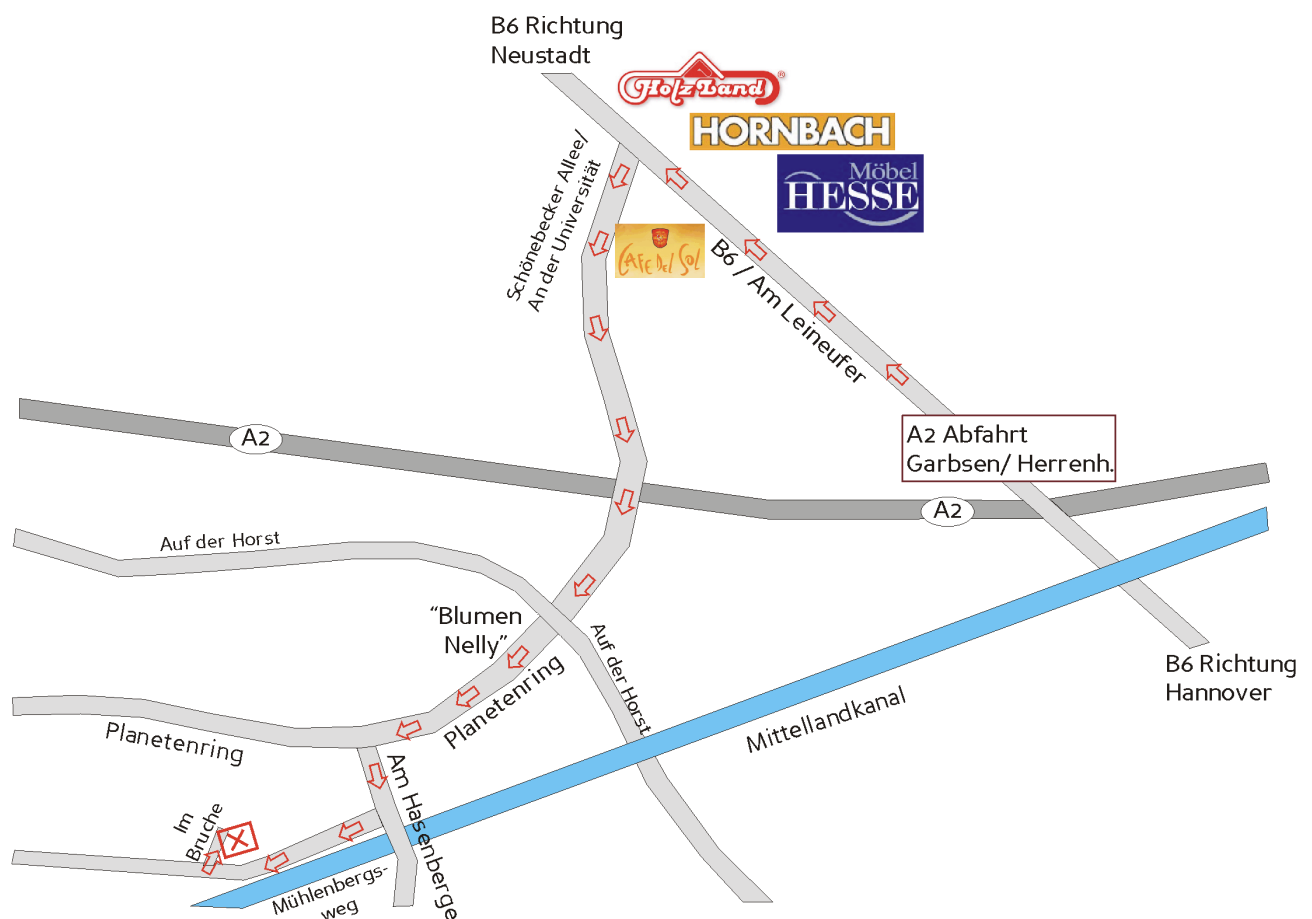 B6 Richtung
Neustadt
HolzLand®
HORNBACH
Möbel
HESSE
Schönebecker Allee/
An der Universität
CAFE DEL SOL
B6 / Am Leineufer
A2
A2 Abfahrt
Garbsen/ Herrenh.
A2
Auf der Horst
"Blumen
Nelly"
Auf der Horst
B6 Richtung
Hannover
Planetenring
Planetenring
Mittellandkanal
Am Hasenberge
Im
Bruche
Mühlenbergs-
weg